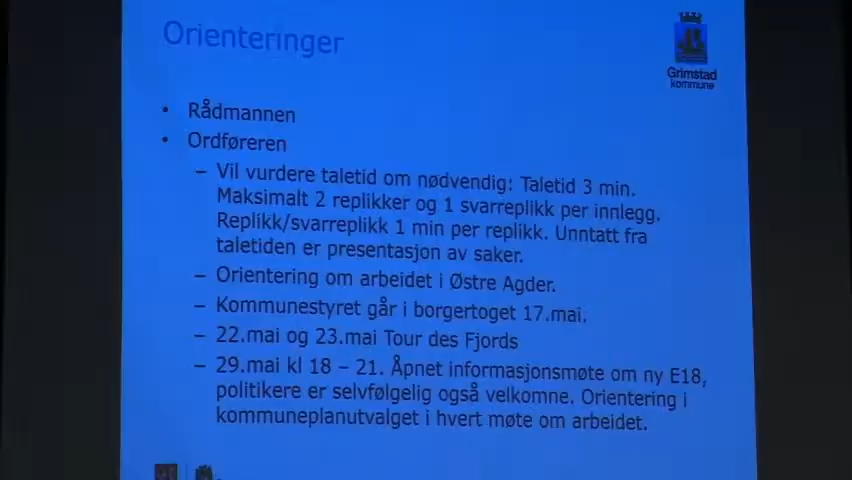 Orienteringer
Grimstad
kommune
• Rådmannen
• Ordføreren
– Vil vurdere taletid om nødvendig: Taletid 3 min.
Maksimalt 2 replikker og 1 svarreplikk per innlegg.
Replikk/svarreplikk 1 min per replikk. Unntatt fra
taletiden er presentasjon av saker.
– Orientering om arbeidet i Østre Agder.
– Kommunestyret går i borgertoget 17.mai.
– 22.mai og 23.mai Tour des Fjords
– 29.mai kl 18 – 21. Åpnet informasjonsmøte om ny E18,
politikere er selvfølgelig også velkomne. Orientering i
kommuneplanutvalget i hvert møte om arbeidet.